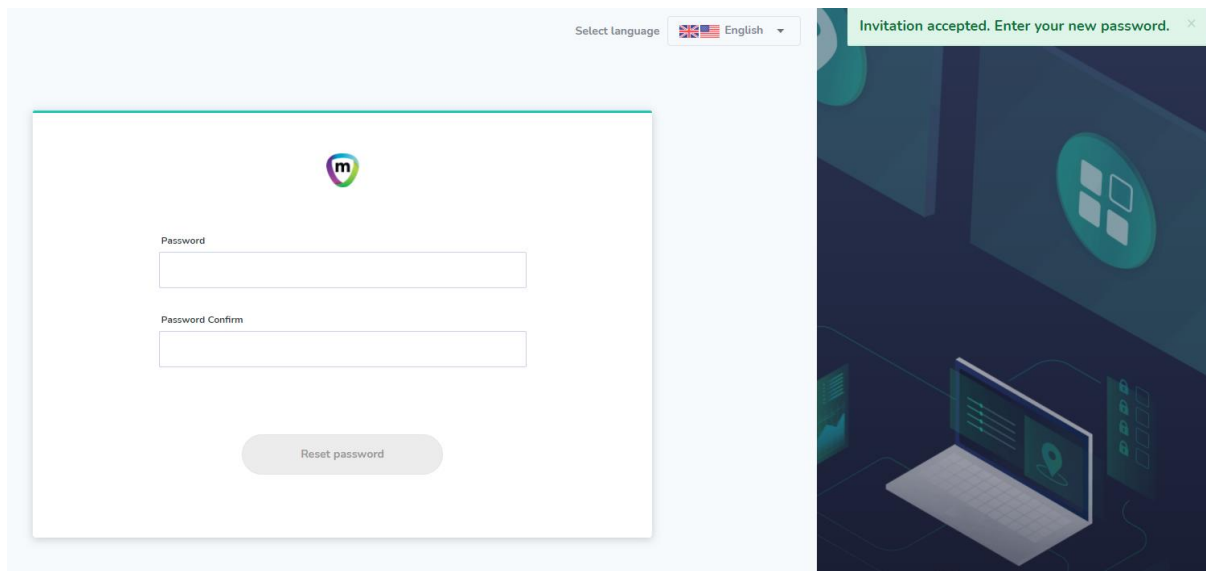 Select language English
Invitation accepted. Enter your new password. ×
m
Password
Password Confirm
Reset password